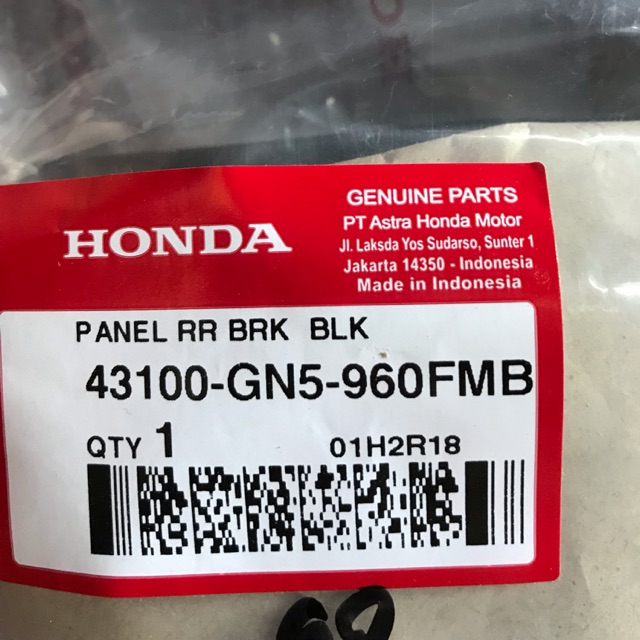 HONDA
GENUINE PARTS
PT Astra Honda Motor
Jl. Laksda Yos Sudarso, Sunter 1
Jakarta 14350 - Indonesia
Made in Indonesia
PANEL RR BRK BLK
43100-GN5-960FMB
QTY 1 01H2R18